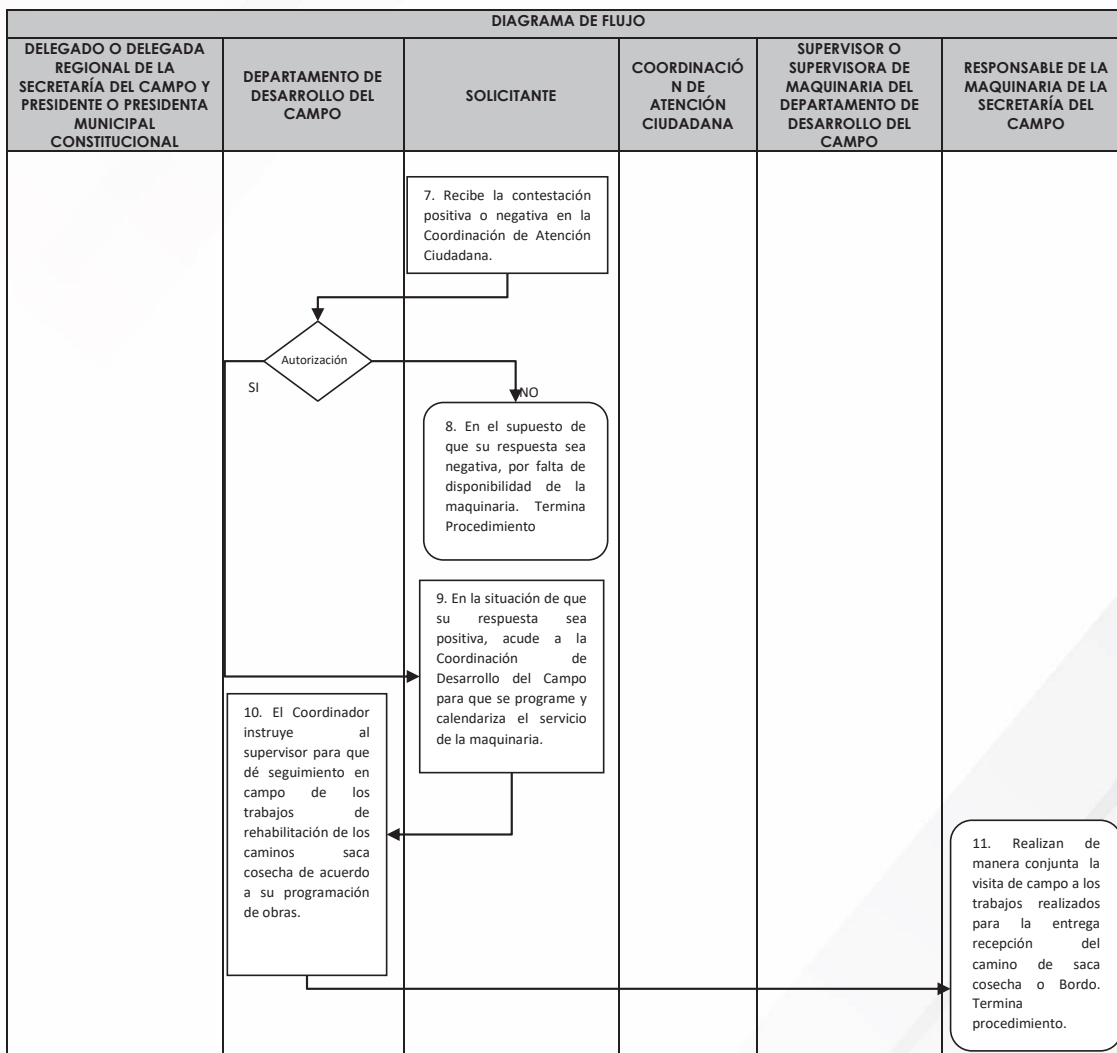 DIAGRAMA DE FLUJO
DELEGADO O DELEGADA
REGIONAL DE LA
SECRETARÍA DEL CAMPO Y
PRESIDENTE O PRESIDENTA
MUNICIPAL
CONSTITUCIONAL
DEPARTAMENTO DE
DESARROLLO DEL
CAMPO
SOLICITANTE
COORDINACIÓ
N DE
ATENCIÓN
CIUDADANA
SUPERVISOR O
SUPERVISORA DE
MAQUINARIA DEL
DEPARTAMENTO DE
DESARROLLO DEL
CAMPO
RESPONSABLE DE LA
MAQUINARIA DE LA
SECRETARÍA DEL
CAMPO
7. Recibe la contestación
positiva o negativa en la
Coordinación de Atención
Ciudadana.
Autorización
SI
NO
8. En el supuesto de
que su respuesta sea
negativa, por falta de
disponibilidad de la
maquinaria. Termina
Procedimiento
9. En la situación de que
su respuesta sea
positiva, acude a la
Coordinación de
Desarrollo del Campo
para que se programe y
calendariza el servicio
de la maquinaria.
10. El Coordinador
instruye al
supervisor para que
dé seguimiento en
campo de los
trabajos de
rehabilitación de los
caminos saca
cosecha de acuerdo
a su programación
de obras.
11. Realizan de
manera conjunta la
visita de campo a los
trabajos realizados
para la entrega
recepción del
camino de saca
cosecha o Bordo.
Termina
procedimiento.